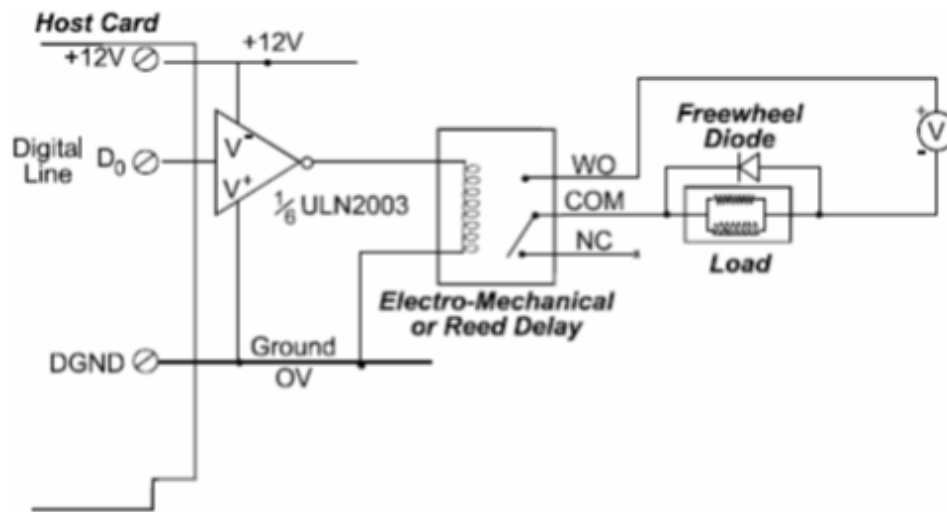 Host Card
+12V
+12V
Digital
Line
D0
V-
V+
1/6 ULN2003
DGND
Ground
OV
WO
COM
NC
Electro-Mechanical
or Reed Delay
Freewheel
Diode
Load
+
V
-